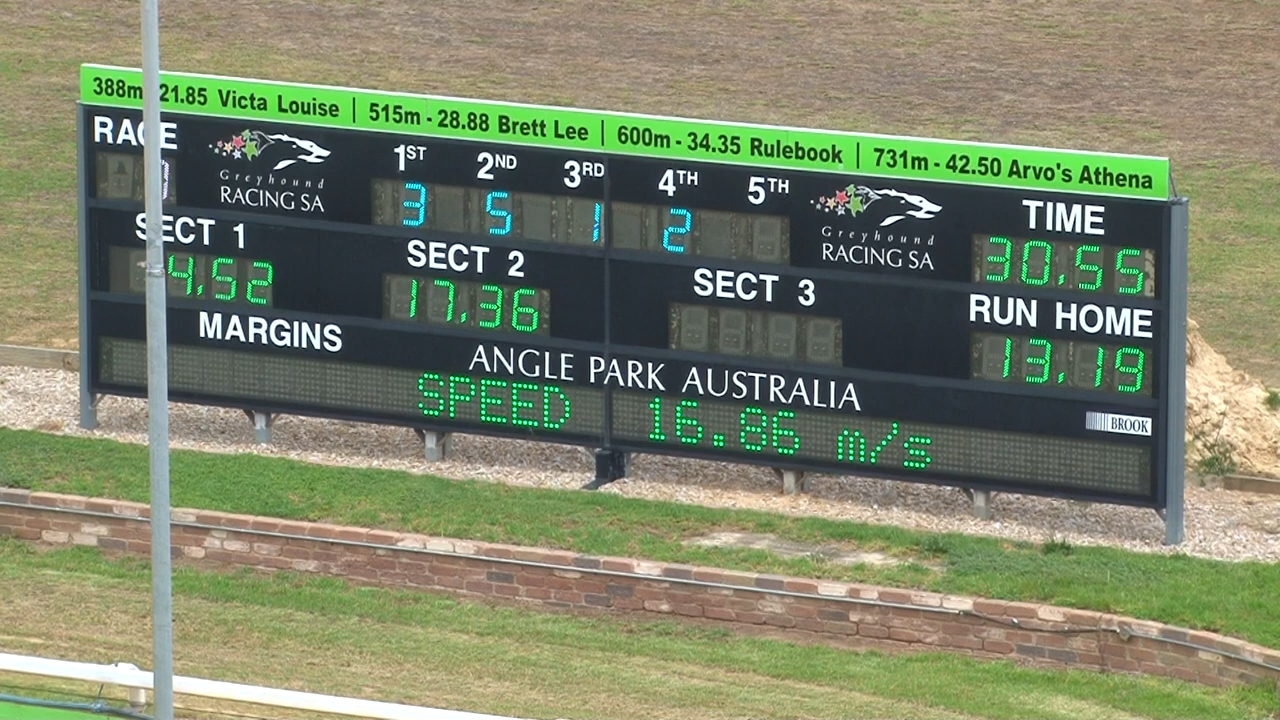 388m 21.85 Victa Louise | 515m - 28.88 Brett Lee | 600m - 34.35 Rulebook | 731m - 42.50 Arvo's Athena
RACE
Greyhound
RACING SA
1ST 2ND 3RD 4TH 5TH
3 5 1 2
Greyhound
RACING SA
TIME
30.55
SECT 1
4.52
SECT 2
17.36
SECT 3
RUN HOME
13.19
MARGINS
ANGLE PARK AUSTRALIA
SPEED 16.86 m/s
BROOK